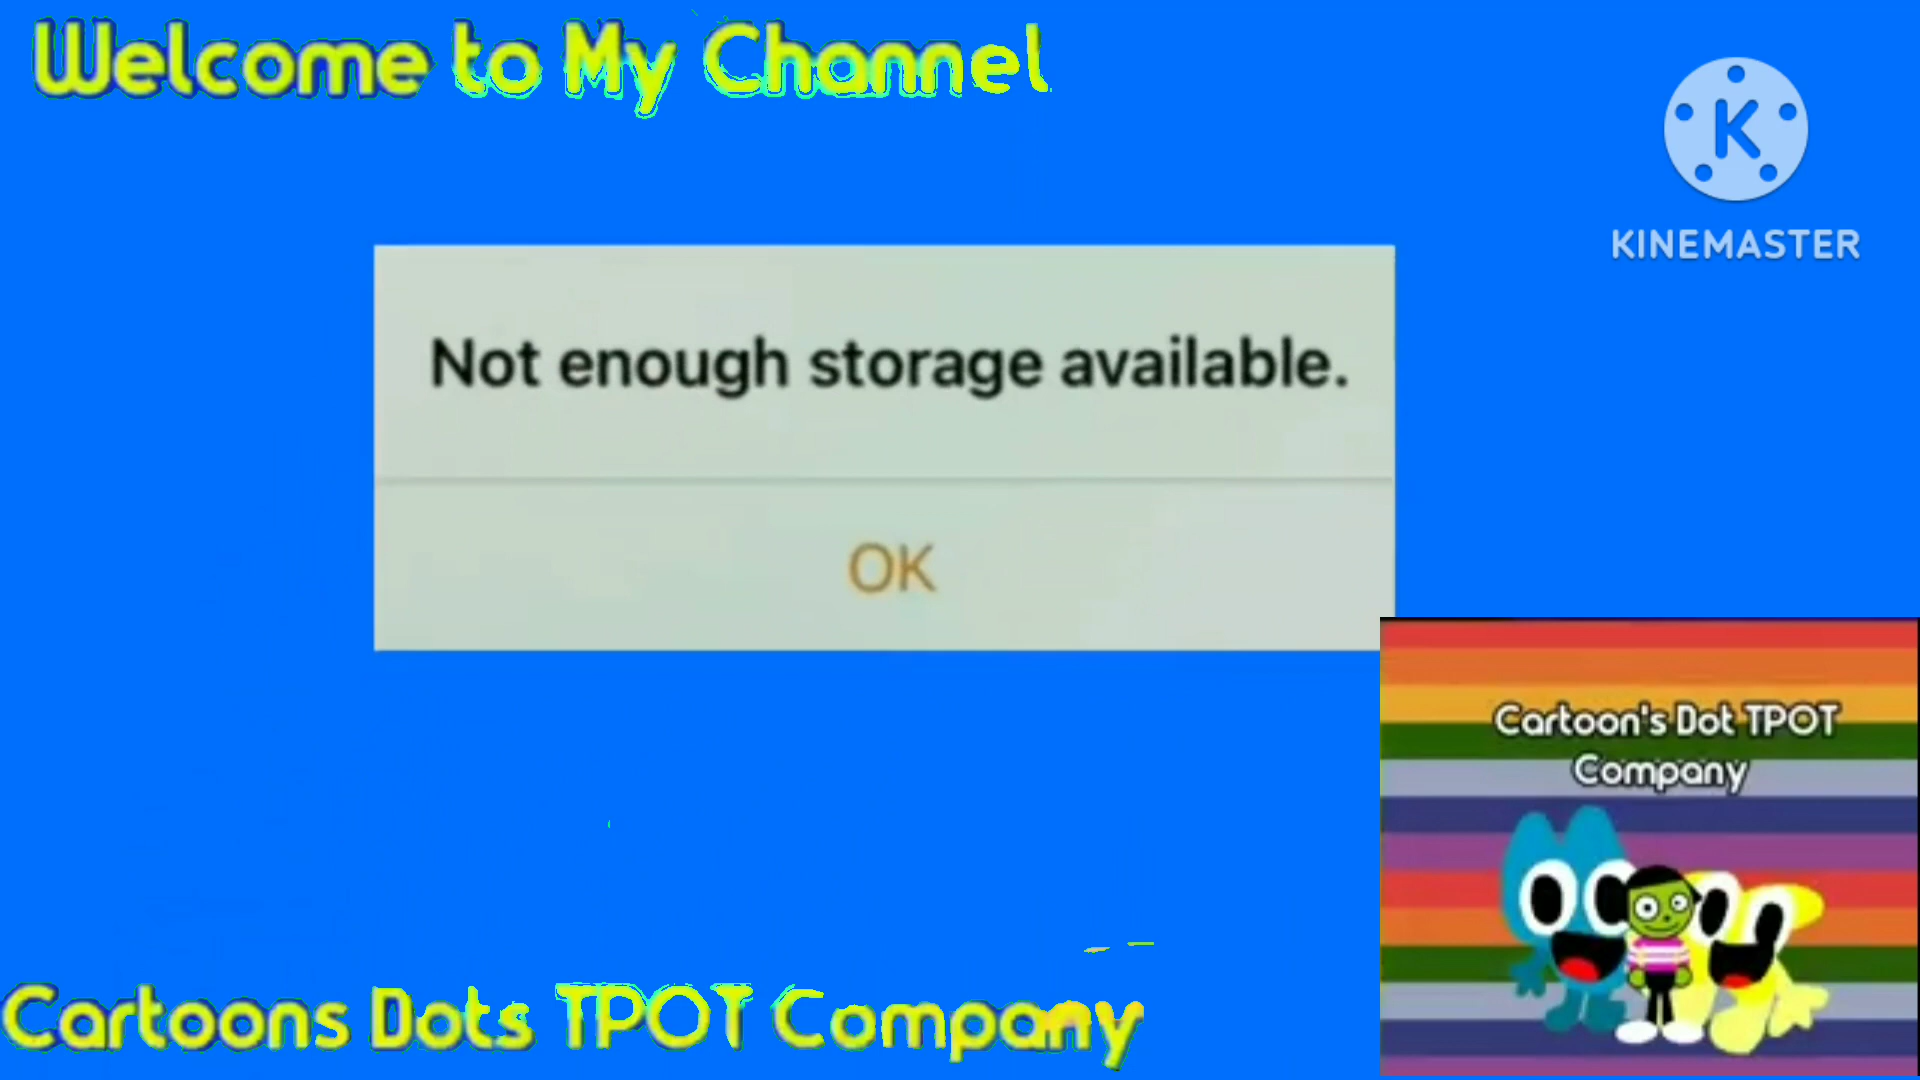 Welcome to My Channel
K
KINEMASTER
Not enough storage available.
OK
Cartoon's Dot TPOT
Company
Cartoons Dots TPOT Company